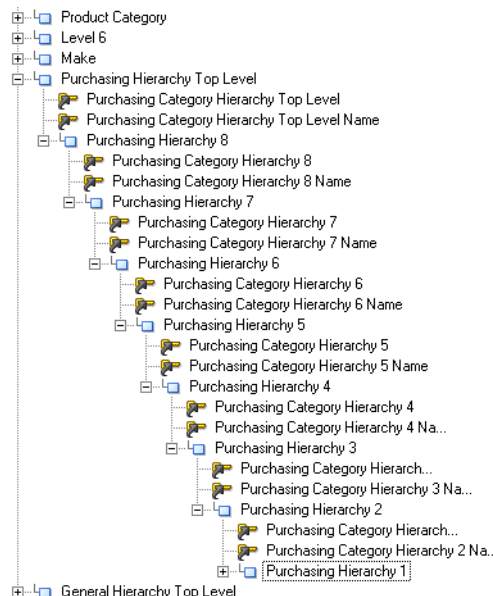 Product Category
Level 6
Make
Purchasing Hierarchy Top Level
Purchasing Category Hierarchy Top Level
Purchasing Category Hierarchy Top Level Name
Purchasing Hierarchy 8
Purchasing Category Hierarchy 8
Purchasing Category Hierarchy 8 Name
Purchasing Hierarchy 7
Purchasing Category Hierarchy 7
Purchasing Category Hierarchy 7 Name
Purchasing Hierarchy 6
Purchasing Category Hierarchy 6
Purchasing Category Hierarchy 6 Name
Purchasing Hierarchy 5
Purchasing Category Hierarchy 5
Purchasing Category Hierarchy 5 Name
Purchasing Hierarchy 4
Purchasing Category Hierarchy 4
Purchasing Category Hierarchy 4 Na...
Purchasing Hierarchy 3
Purchasing Category Hierarch...
Purchasing Category Hierarchy 3 Na...
Purchasing Hierarchy 2
Purchasing Category Hierarch...
Purchasing Category Hierarchy 2 Na...
Purchasing Hierarchy 1
General Hierarchy Top Level